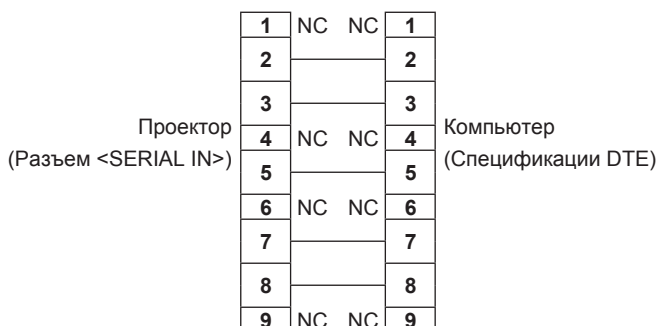 1 NC NC 1
2 2
3 3
Проектор
(Разъем <SERIAL IN>)
4 NC NC 4
Компьютер
(Спецификации DTE)
5 5
6 NC NC 6
7 7
8 8
9 NC NC 9